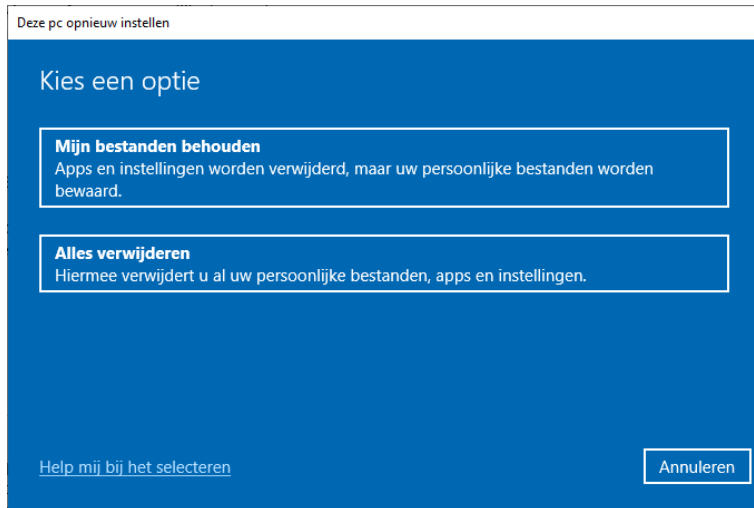 Deze pc opnieuw instellen
Kies een optie
Mijn bestanden behouden
Apps en instellingen worden verwijderd, maar uw persoonlijke bestanden worden
bewaard.
Alles verwijderen
Hiermee verwijdert u al uw persoonlijke bestanden, apps en instellingen.
Help mij bij het selecteren
Annuleren